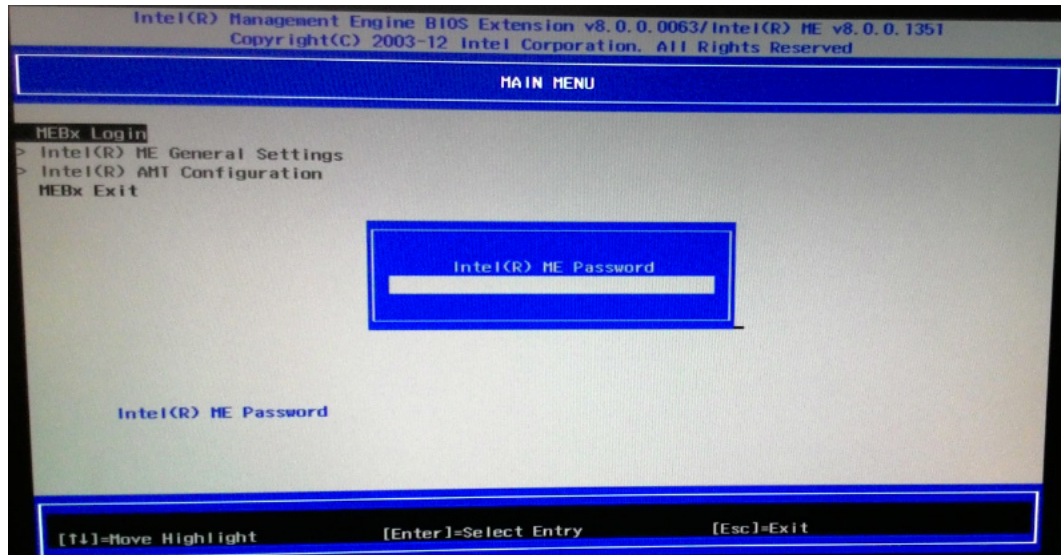 Intel(R) Management Engine BIOS Extension v8.0.0.0063/Intel(R) ME v8.0.0.1351
Copyright(C) 2003-12 Intel Corporation. All Rights Reserved
MAIN MENU
MEBx Login
> Intel(R) ME General Settings
> Intel(R) AMT Configuration
MEBx Exit
Intel(R) ME Password
Intel(R) ME Password
[↑↓]=Move Highlight [Enter]=Select Entry [Esc]=Exit